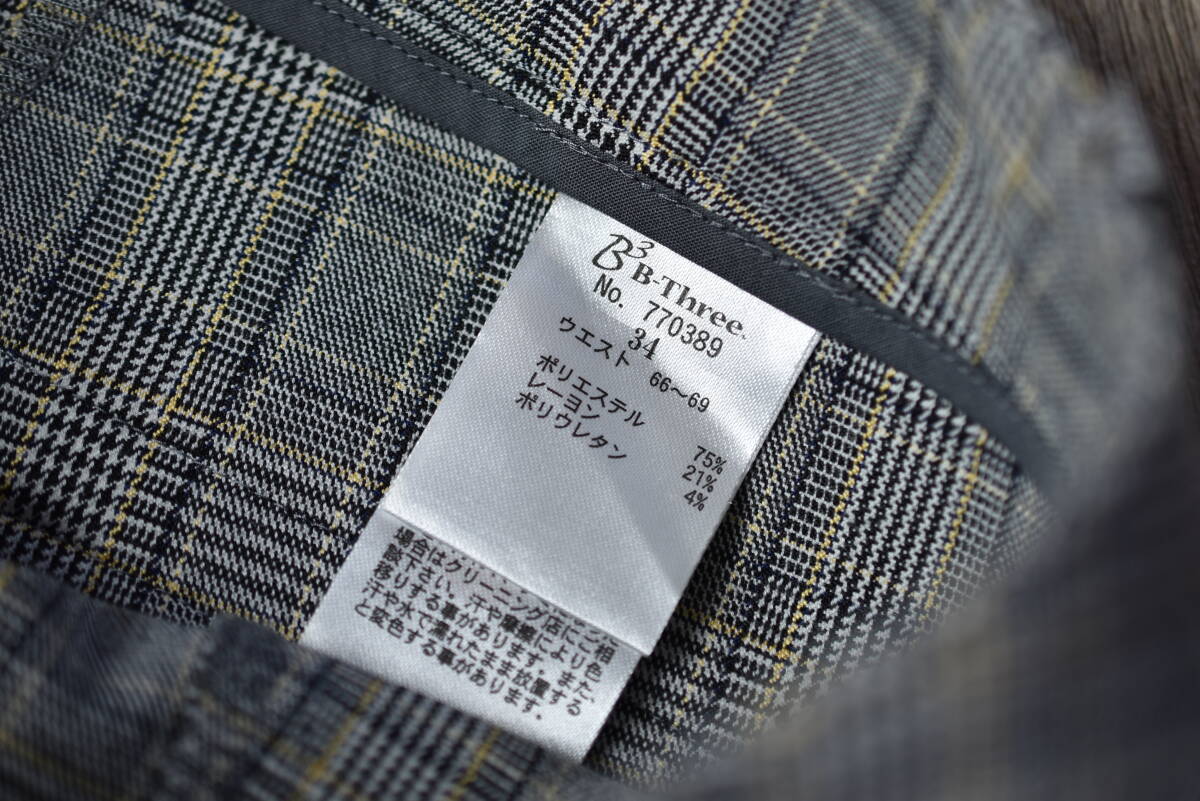 B3
B-Three
No. 770389
34
ウエスト 66〜69
ポリエステル 75%
レーヨン 21%
ポリウレタン 4%
場合はクリーニング店にご相
談下さい。汗や摩擦により色
移りする事があります。また、
汗や水で濡れたまま放置する
と変色する事があります。